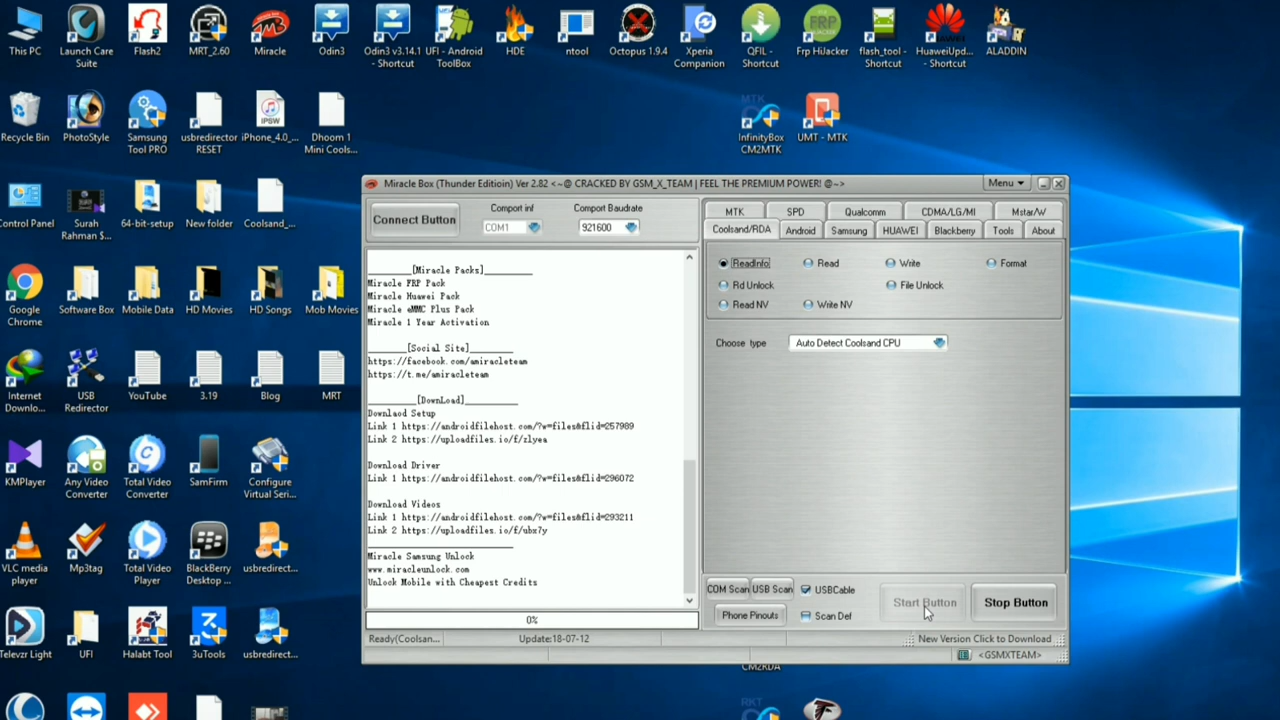 This PC
Launch Care
Suite
Flash2
MRT_2.60
Miracle
Odin3
Odin3 v3.14.1
- Shortcut
UFI - Android
ToolBox
HDE
ntool
Octopus 1.9.4
Xperia
Companion
QFIL -
Shortcut
Frp HiJacker
flash_tool -
Shortcut
HuaweiUpd...
- Shortcut
ALADDIN
Recycle Bin
PhotoStyle
Samsung
Tool PRO
usbredirector
RESET
IPSW
iPhone_4.0_...
Dhoom 1
Mini Cools...
MTK
InfinityBox
CM2MTK
UMT - MTK
Control Panel
Surah
Rahman $...
64-bit-setup
New folder
Coolsand_...
Google
Chrome
Software Box
Mobile Data
HD Movies
HD Songs
Mob Movies
Internet
Downlo...
USB
Redirector
YouTube
3.19
Blog
MRT
KMPlayer
Any Video
Converter
Total Video
Converter
SamFirm
Configure
Virtual Seri...
VLC media
player
Mp3tag
Total Video
Player
BlackBerry
Desktop ...
usbredirect...
Televzr Light
UFI
Halabt Tool
3uTools
usbredirect...
Miracle Box (Thunder Editioin) Ver 2.82 <~@ CRACKED BY GSM_X_TEAM | FEEL THE PREMIUM POWER! @~>
Menu
Connect Button
Comport inf
COM1
Comport Baudrate
921600
________[Miracle Packs]________
Miracle FRP Pack
Miracle Huawei Pack
Miracle eMMC Plus Pack
Miracle 1 Year Activation
_______[Social Site]_______
https://facebook.com/amiracleteam
https://t.me/amiracleteam
_________[DownLoad]_________
Downlaod Setup
Link 1 https://androidfilehost.com/?w=files&flid=257989
Link 2 https://uploadfiles.io/f/rlyea
Download Driver
Link 1 https://androidfilehost.com/?w=files&flid=296072
Download Videos
Link 1 https://androidfilehost.com/?w=files&flid=293211
Link 2 https://uploadfiles.io/f/ubx7y
Miracle Samsung Unlock
www.miracleunlock.com
Unlock Mobile with Cheapest Credits
0%
Ready(Coolsan...
Update:18-07-12
MTK
SPD
Qualcomm
CDMA/LG/MI
Mstar/W
Coolsand/RDA
Android
Samsung
HUAWEI
Blackberry
Tools
About
ReadInfo
Read
Write
Format
Rd Unlock
File Unlock
Read NV
Write NV
Choose type
Auto Detect Coolsand CPU
COM Scan
USB Scan
USBCable
Start Button
Stop Button
Phone Pinouts
Scan Def
New Version Click to Download
<GSMXTEAM>
CM2RDA
RKT